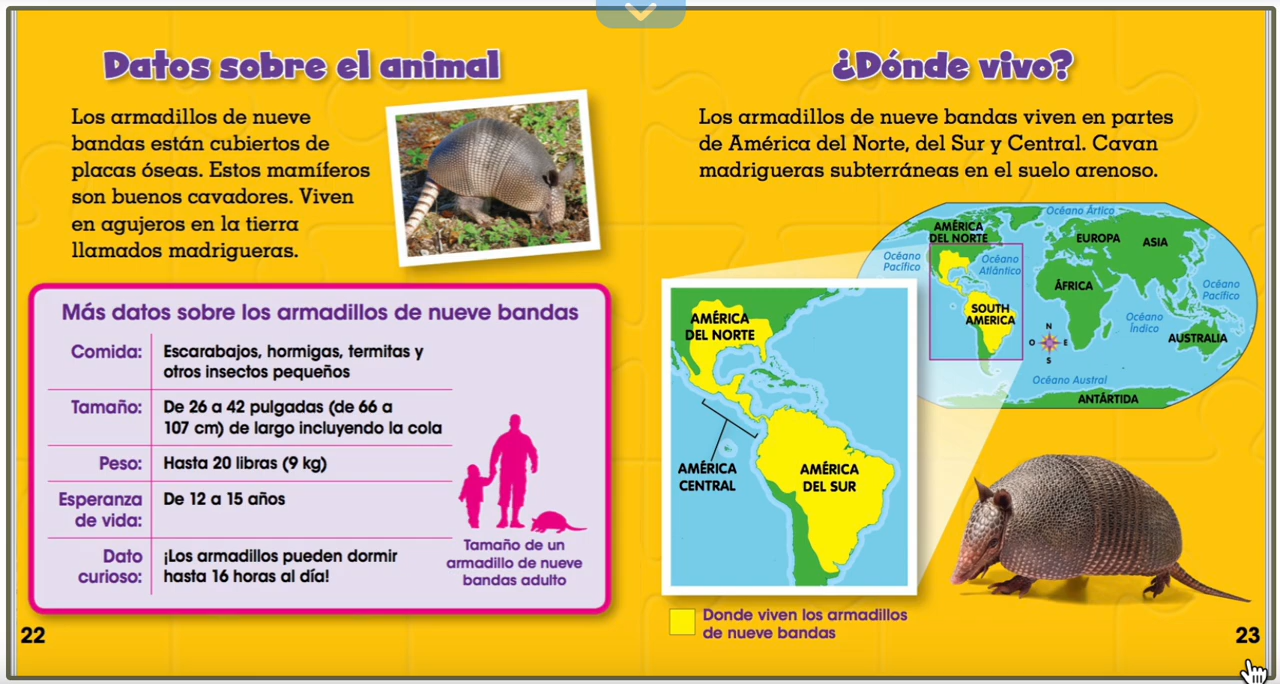 Datos sobre el animal
Los armadillos de nueve
bandas están cubiertos de
placas óseas. Estos mamíferos
son buenos cavadores. Viven
en agujeros en la tierra
llamados madrigueras.
Más datos sobre los armadillos de nueve bandas
Comida: Escarabajos, hormigas, termitas y
otros insectos pequeños
Tamaño: De 26 a 42 pulgadas (de 66 a
107 cm) de largo incluyendo la cola
Peso: Hasta 20 libras (9 kg)
Esperanza De 12 a 15 años
de vida:
Dato ¡Los armadillos pueden dormir
curioso: hasta 16 horas al día!
Tamaño de un
armadillo de nueve
bandas adulto
22
¿Dónde vivo?
Los armadillos de nueve bandas viven en partes
de América del Norte, del Sur y Central. Cavan
madrigueras subterráneas en el suelo arenoso.
Océano Ártico
AMÉRICA
DEL NORTE
EUROPA
ASIA
Océano
Pacífico
Océano
Atlántico
ÁFRICA
Océano
Pacífico
SOUTH
AMERICA
Océano
Índico
N
O
E
S
AUSTRALIA
Océano Austral
ANTÁRTIDA
AMÉRICA
DEL NORTE
AMÉRICA
CENTRAL
AMÉRICA
DEL SUR
Donde viven los armadillos
de nueve bandas
23